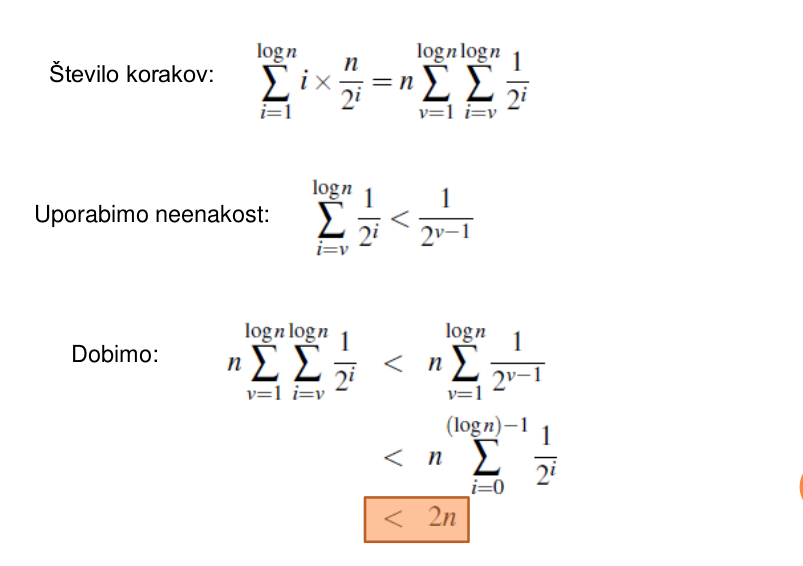 Število korakov: \sum_{i=1}^{\log n} i \times \frac{n}{2^i} = n \sum_{v=1}^{\log n} \sum_{i=v}^{\log n} \frac{1}{2^i}
Uporabimo neenakost: \sum_{i=v}^{\log n} \frac{1}{2^i} < \frac{1}{2^{v-1}}
Dobimo: n \sum_{v=1}^{\log n} \sum_{i=v}^{\log n} \frac{1}{2^i} < n \sum_{v=1}^{\log n} \frac{1}{2^{v-1}}
< n \sum_{i=0}^{(\log n)-1} \frac{1}{2^i}
< 2n